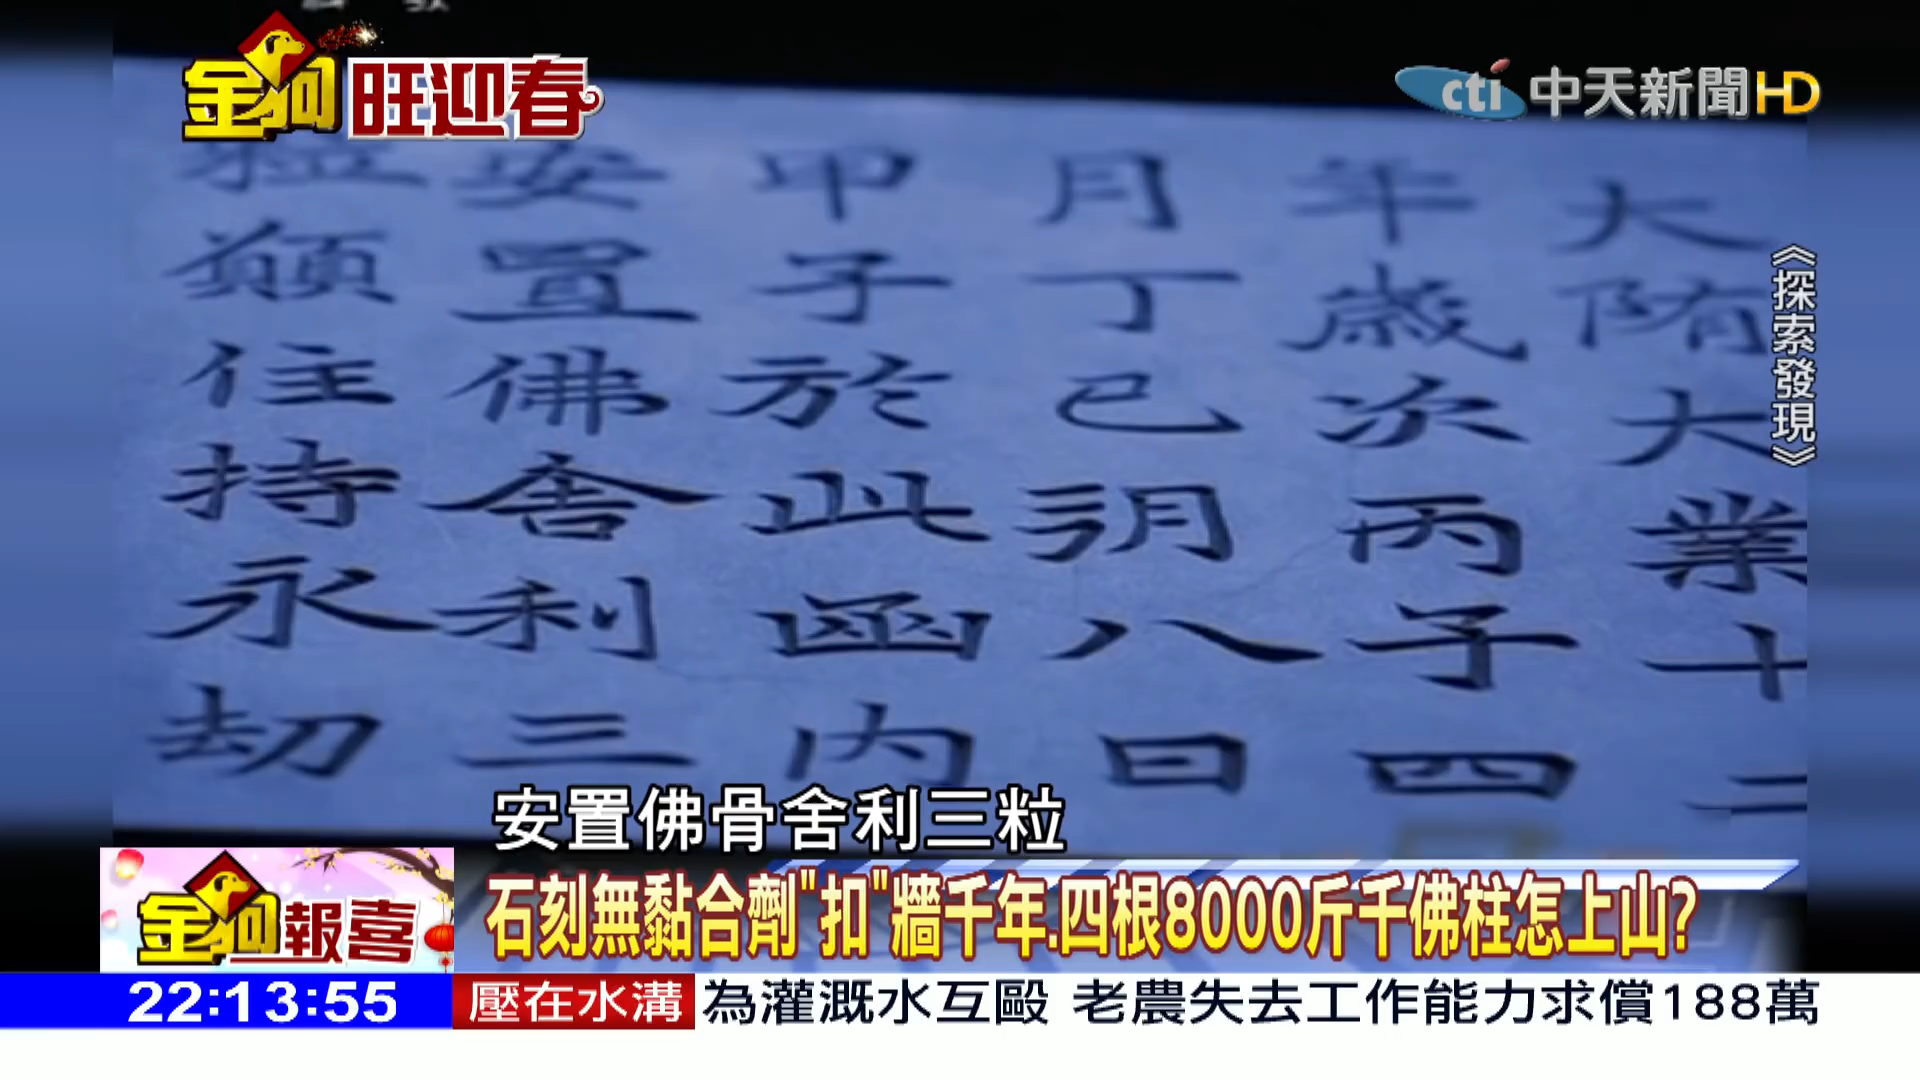 金狗旺迎春
cti 中天新聞HD
《探索發現》
大隋大業十二
年歲次丙子四
月丁巳朔八日
甲子於此函內
安置佛舍利三
粒願住持永劫
安置佛骨舍利三粒
金狗報喜
石刻無黏合劑"扣"牆千年.四根8000斤千佛柱怎上山?
22:13:55
壓在水溝
為灌溉水互毆 老農失去工作能力求償188萬